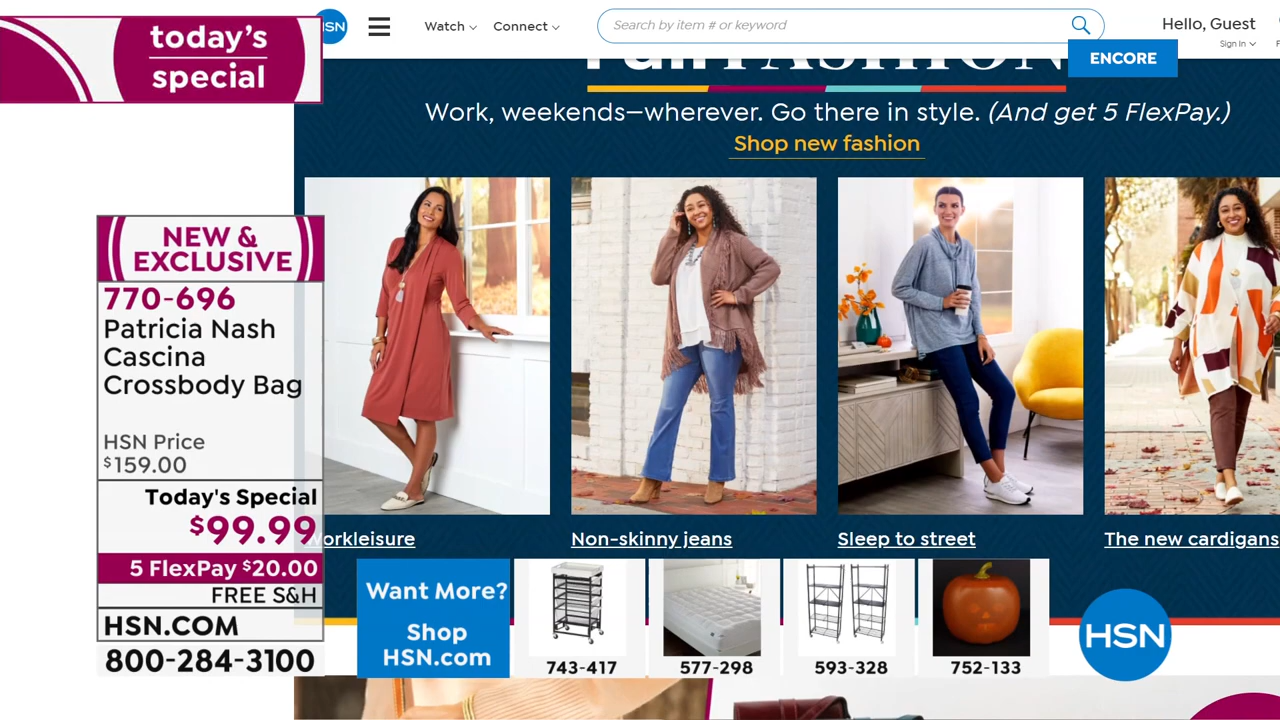 today's
special
HSN
Watch
Connect
Search by item # or keyword
Hello, Guest
Sign In
ENCORE
FASHION
Work, weekends—wherever. Go there in style. (And get 5 FlexPay.)
Shop new fashion
NEW &
EXCLUSIVE
770-696
Patricia Nash
Cascina
Crossbody Bag
HSN Price
$159.00
Today's Special
$99.99
5 FlexPay $20.00
FREE S&H
HSN.COM
800-284-3100
Workleisure
Non-skinny jeans
Sleep to street
The new cardigans
Want More?
Shop
HSN.com
743-417
577-298
593-328
752-133
HSN